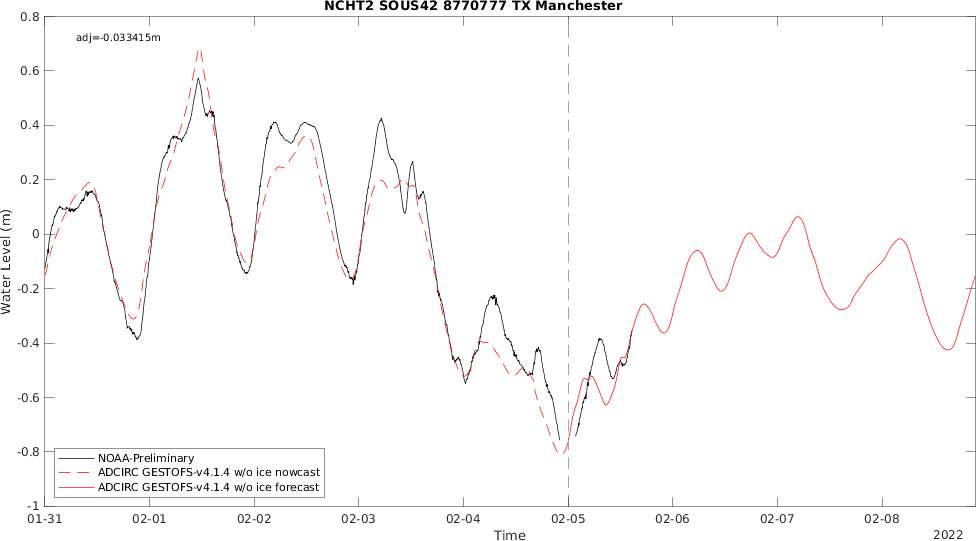 NCHT2 SOUS42 8770777 TX Manchester
adj=-0.033415m
0.8
0.6
0.4
0.2
0
-0.2
-0.4
-0.6
-0.8
-1
Water Level (m)
NOAA-Preliminary
ADCIRC GESTOFS-v4.1.4 w/o ice nowcast
ADCIRC GESTOFS-v4.1.4 w/o ice forecast
01-31 02-01 02-02 02-03 02-04 02-05 02-06 02-07 02-08
Time
2022